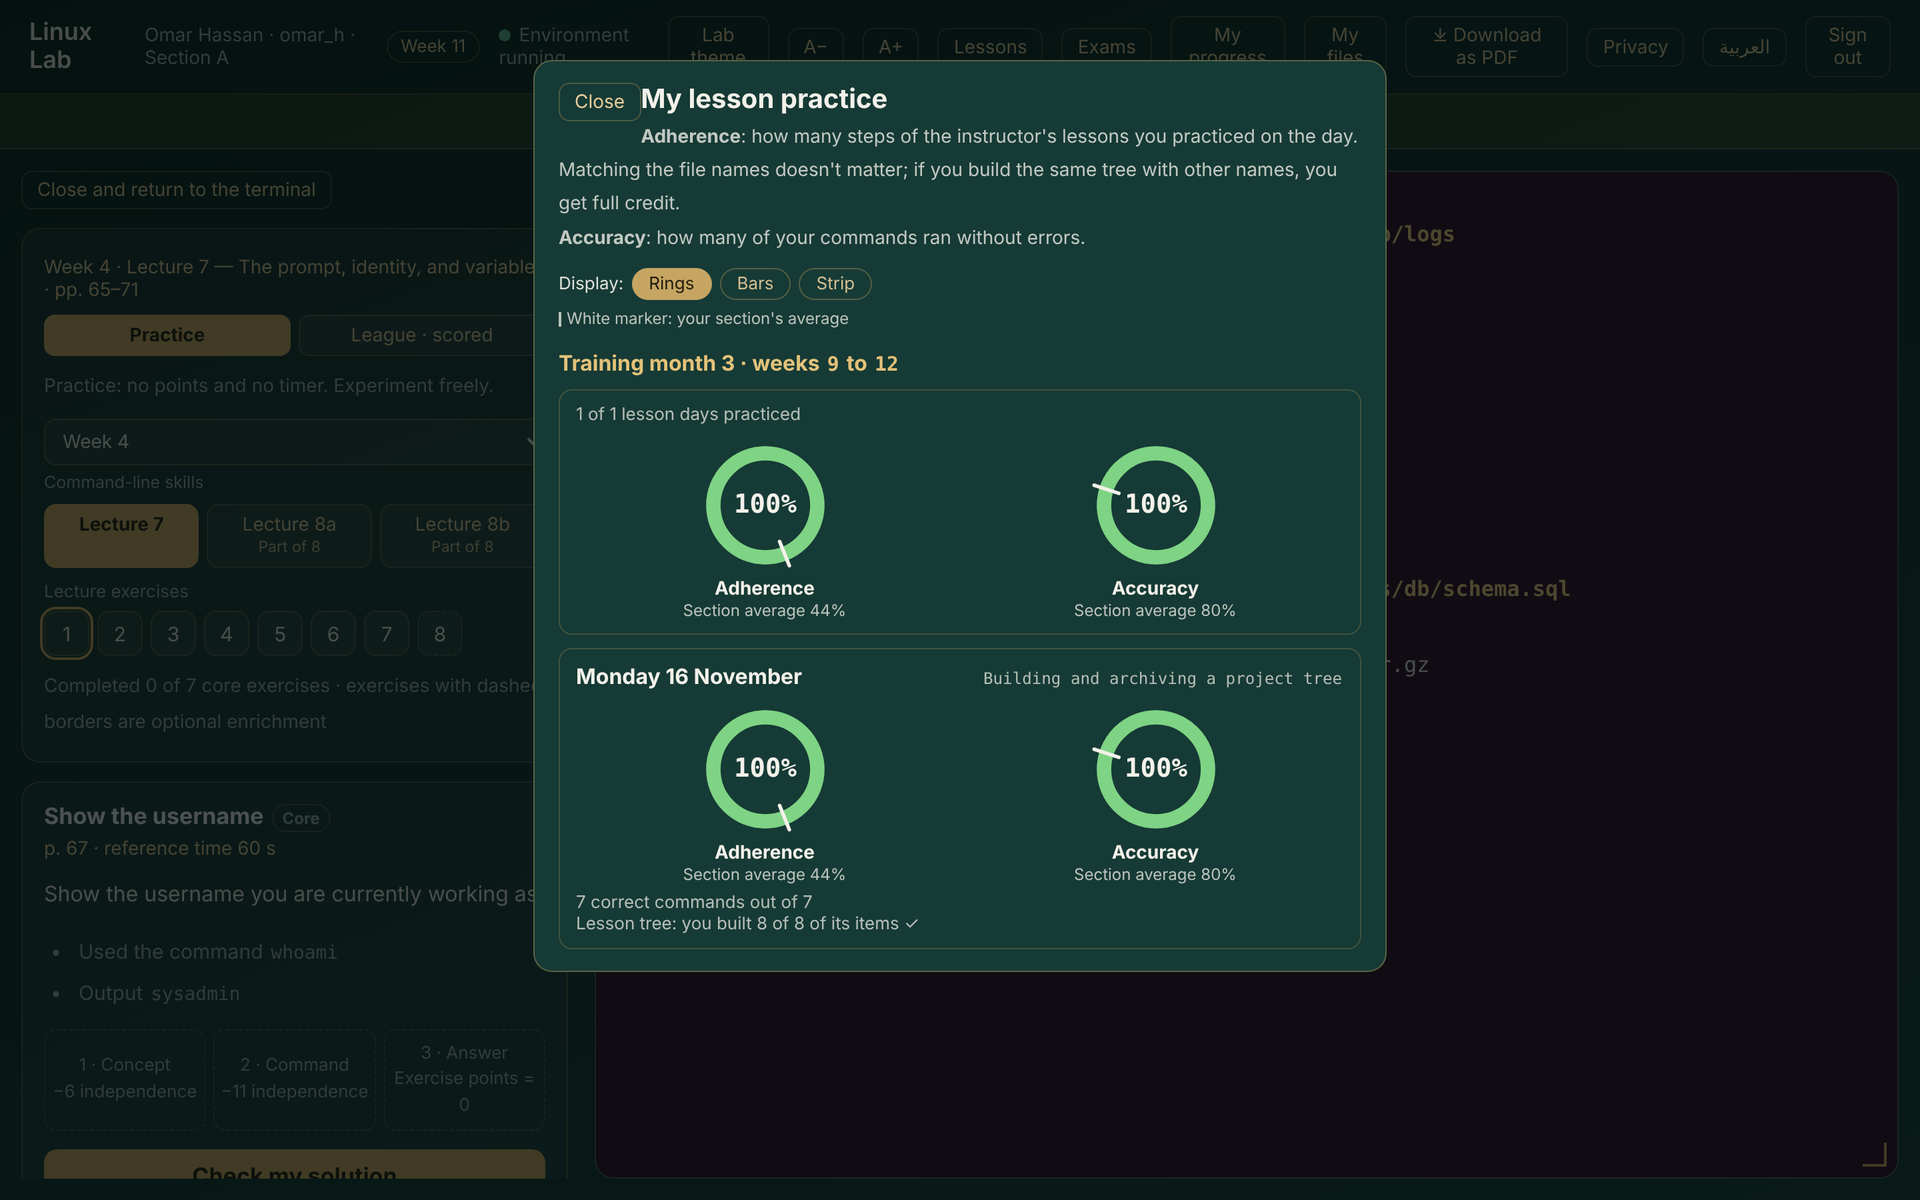 Linux
Lab
Omar Hassan · omar_h ·
Section A
Week 11
Environment
running
Lab
theme
A−
A+
Lessons
Exams
My
progress
My
files
Download
as PDF
Privacy
العربية
Sign
out
Close
My lesson practice
Adherence: how many steps of the instructor's lessons you practiced on the day.
Matching the file names doesn't matter; if you build the same tree with other names, you
get full credit.
Accuracy: how many of your commands ran without errors.
Display:
Rings
Bars
Strip
White marker: your section's average
Training month 3 · weeks 9 to 12
1 of 1 lesson days practiced
100%
100%
Adherence
Accuracy
Section average 44%
Section average 80%
Monday 16 November
Building and archiving a project tree
100%
100%
Adherence
Accuracy
Section average 44%
Section average 80%
7 correct commands out of 7
Lesson tree: you built 8 of 8 of its items ✓
Close and return to the terminal
Week 4 · Lecture 7 — The prompt, identity, and variable
· pp. 65–71
Practice
League · scored
Practice: no points and no timer. Experiment freely.
Week 4
Command-line skills
Lecture 7
Lecture 8a
Part of 8
Lecture 8b
Part of 8
Lecture exercises
1 2 3 4 5 6 7 8
Completed 0 of 7 core exercises · exercises with dashe
borders are optional enrichment
Show the username
Core
p. 67 · reference time 60 s
Show the username you are currently working as
• Used the command whoami
• Output sysadmin
1 · Concept
−6 independence
2 · Command
−11 independence
3 · Answer
Exercise points =
0
Check my solution
/logs
/db/schema.sql
.gz